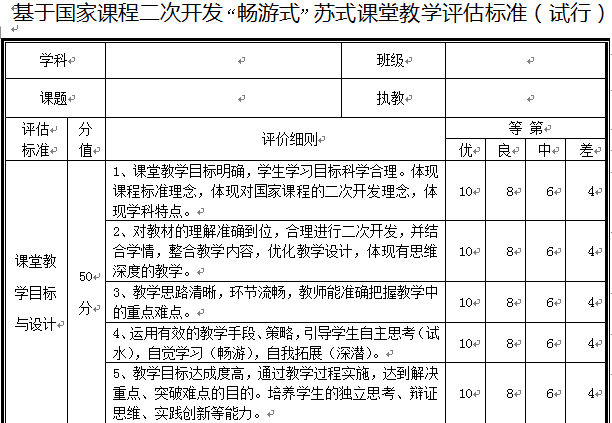 基于国家课程二次开发“畅游式”苏式课堂教学评估标准（试行）
学科 班级
课题 执教
评估标准 分值 评价细则 等 第
优 良 中 差
课堂教学目标与设计
50分
1、课堂教学目标明确，学生学习目标科学合理。体现
课程标准理念，体现对国家课程的二次开发理念，体
现学科特点。
10 8 6 4
2、对教材的理解准确到位，合理进行二次开发，并结
合学情，整合教学内容，优化教学设计，体现有思维
深度的教学。
10 8 6 4
3、教学思路清晰，环节流畅，教师能准确把握教学中
的重点难点。
10 8 6 4
4、运用有效的教学手段、策略，引导学生自主思考（试
水），自觉学习（畅游），自我拓展（深潜）。
10 8 6 4
5、教学目标达成度高，通过教学过程实施，达到解决
重点、突破难点的目的。培养学生的独立思考、辩证
思维、实践创新等能力。
10 8 6 4